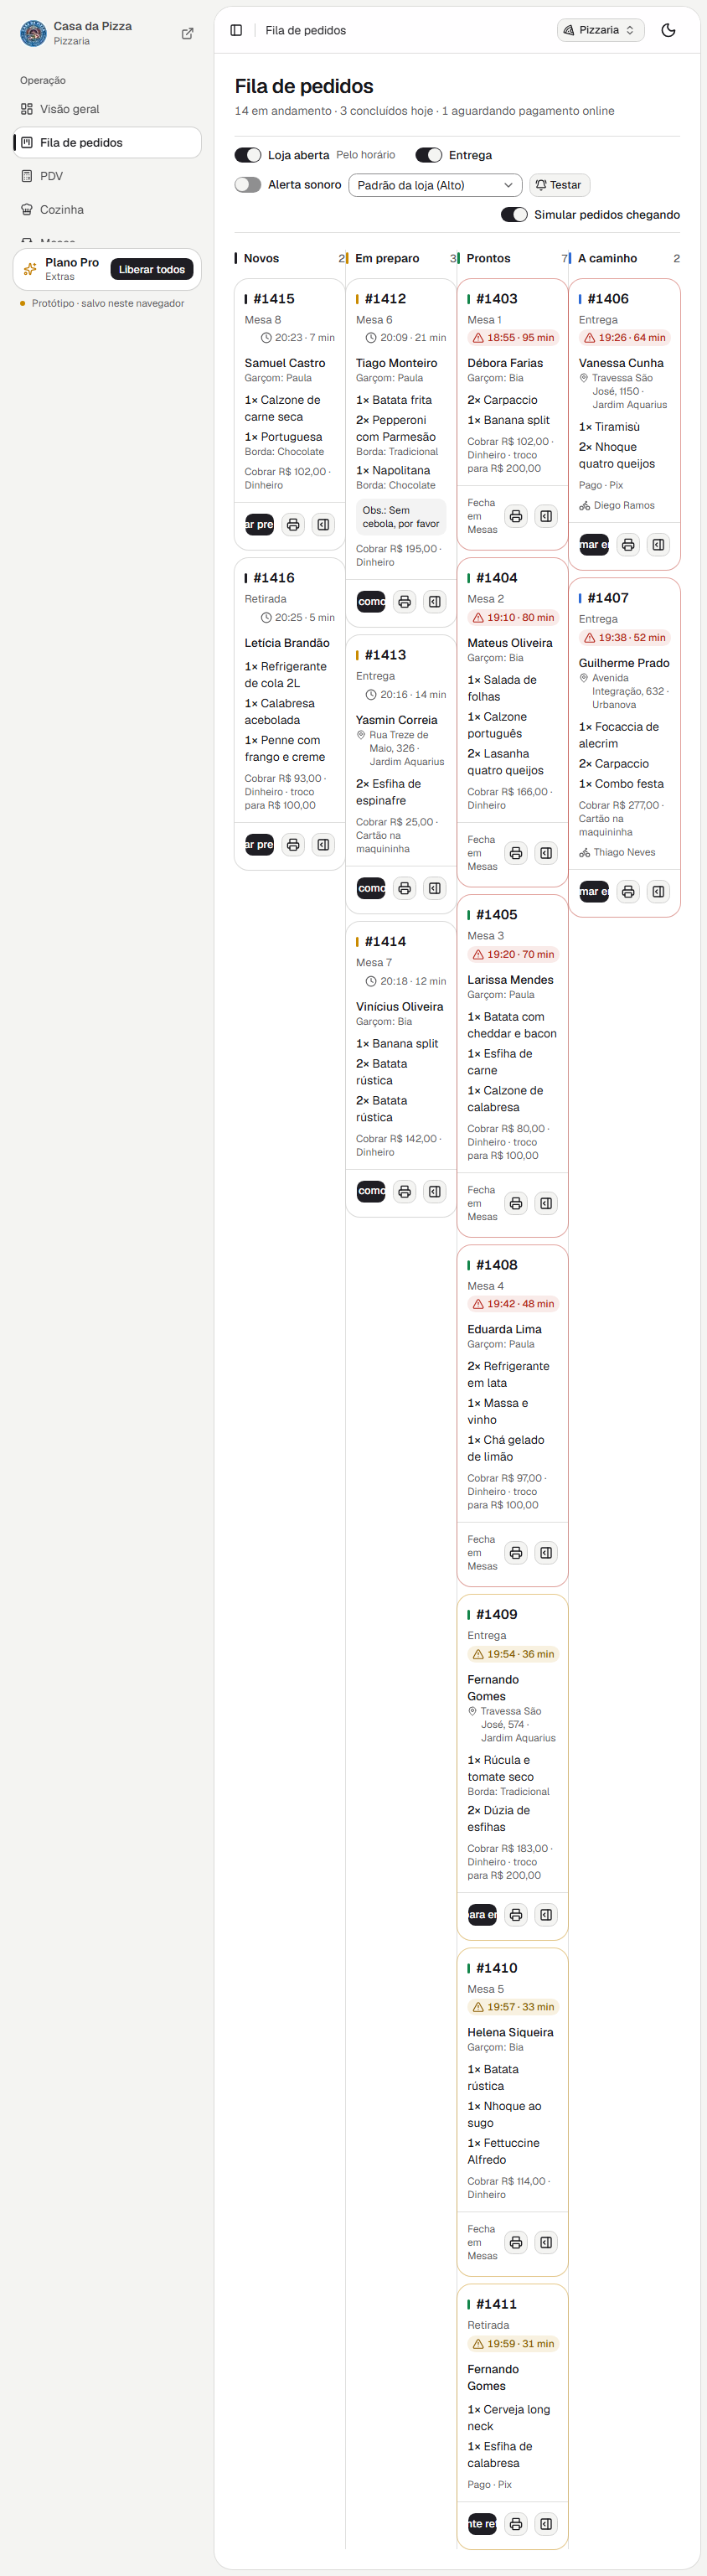 Casa da Pizza
Pizzaria
Operação
Visão geral
Fila de pedidos
PDV
Cozinha
Plano Pro
Extras
Liberar todos
Protótipo · salvo neste navegador
Fila de pedidos
Pizzaria
Fila de pedidos
14 em andamento · 3 concluídos hoje · 1 aguardando pagamento online
Loja aberta Pelo horário
Entrega
Alerta sonoro
Padrão da loja (Alto)
Testar
Simular pedidos chegando
Novos 2
#1415
Mesa 8
20:23 · 7 min
Samuel Castro
Garçom: Paula
1× Calzone de
carne seca
1× Portuguesa
Borda: Chocolate
Cobrar R$ 102,00 ·
Dinheiro
ar pre
#1416
Retirada
20:25 · 5 min
Letícia Brandão
1× Refrigerante
de cola 2L
1× Calabresa
acebolada
1× Penne com
frango e creme
Cobrar R$ 93,00 ·
Dinheiro · troco
para R$ 100,00
ar pre
Em preparo 3
#1412
Mesa 6
20:09 · 21 min
Tiago Monteiro
Garçom: Paula
1× Batata frita
2× Pepperoni
com Parmesão
Borda: Tradicional
1× Napolitana
Borda: Chocolate
Obs.: Sem
cebola, por favor
Cobrar R$ 195,00 ·
Dinheiro
como
#1413
Entrega
20:16 · 14 min
Yasmin Correia
Rua Treze de
Maio, 326 ·
Jardim Aquarius
2× Esfiha de
espinafre
Cobrar R$ 25,00 ·
Cartão na
maquininha
como
#1414
Mesa 7
20:18 · 12 min
Vinícius Oliveira
Garçom: Bia
1× Banana split
2× Batata
rústica
2× Batata
rústica
Cobrar R$ 142,00 ·
Dinheiro
como
Prontos 7
#1403
Mesa 1
18:55 · 95 min
Débora Farias
Garçom: Bia
2× Carpaccio
1× Banana split
Cobrar R$ 102,00 ·
Dinheiro · troco
para R$ 200,00
Fecha
em
Mesas
#1404
Mesa 2
19:10 · 80 min
Mateus Oliveira
Garçom: Bia
1× Salada de
folhas
1× Calzone
português
2× Lasanha
quatro queijos
Cobrar R$ 166,00 ·
Dinheiro
Fecha
em
Mesas
#1405
Mesa 3
19:20 · 70 min
Larissa Mendes
Garçom: Paula
1× Batata com
cheddar e bacon
1× Esfiha de
carne
1× Calzone de
calabresa
Cobrar R$ 80,00 ·
Dinheiro · troco
para R$ 100,00
Fecha
em
Mesas
#1408
Mesa 4
19:42 · 48 min
Eduarda Lima
Garçom: Paula
2× Refrigerante
em lata
1× Massa e
vinho
1× Chá gelado
de limão
Cobrar R$ 97,00 ·
Dinheiro · troco
para R$ 100,00
Fecha
em
Mesas
#1409
Entrega
19:54 · 36 min
Fernando
Gomes
Travessa São
José, 574 ·
Jardim Aquarius
1× Rúcula e
tomate seco
Borda: Tradicional
2× Dúzia de
esfihas
Cobrar R$ 183,00 ·
Dinheiro · troco
para R$ 200,00
para en
#1410
Mesa 5
19:57 · 33 min
Helena Siqueira
Garçom: Bia
1× Batata
rústica
1× Nhoque ao
sugo
1× Fettuccine
Alfredo
Cobrar R$ 114,00 ·
Dinheiro
Fecha
em
Mesas
#1411
Retirada
19:59 · 31 min
Fernando
Gomes
1× Cerveja long
neck
1× Esfiha de
calabresa
Pago · Pix
nte ret
A caminho 2
#1406
Entrega
19:26 · 64 min
Vanessa Cunha
Travessa São
José, 1150 ·
Jardim Aquarius
1× Tiramisù
2× Nhoque
quatro queijos
Pago · Pix
Diego Ramos
mar en
#1407
Entrega
19:38 · 52 min
Guilherme Prado
Avenida
Integração, 632 ·
Urbanova
1× Focaccia de
alecrim
2× Carpaccio
1× Combo festa
Cobrar R$ 277,00 ·
Cartão na
maquininha
Thiago Neves
mar en